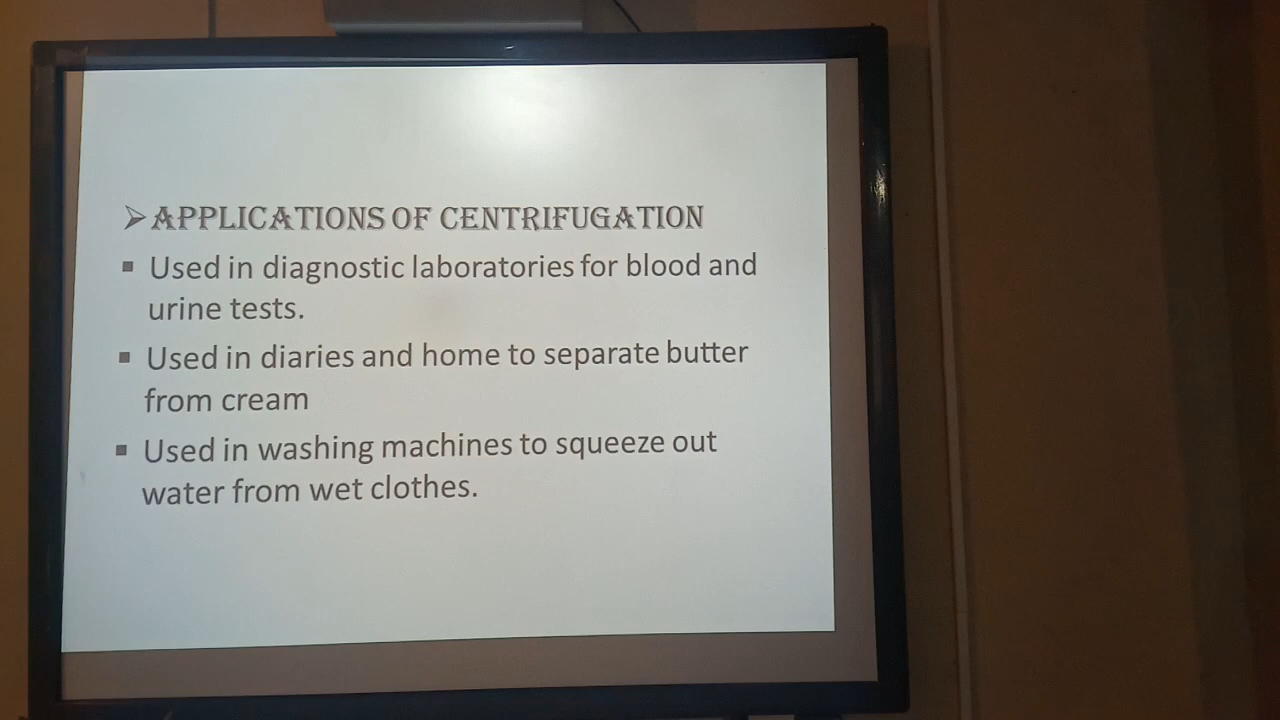 ➢ APPLICATIONS OF CENTRIFUGATION
▪ Used in diagnostic laboratories for blood and
urine tests.
▪ Used in diaries and home to separate butter
from cream
▪ Used in washing machines to squeeze out
water from wet clothes.